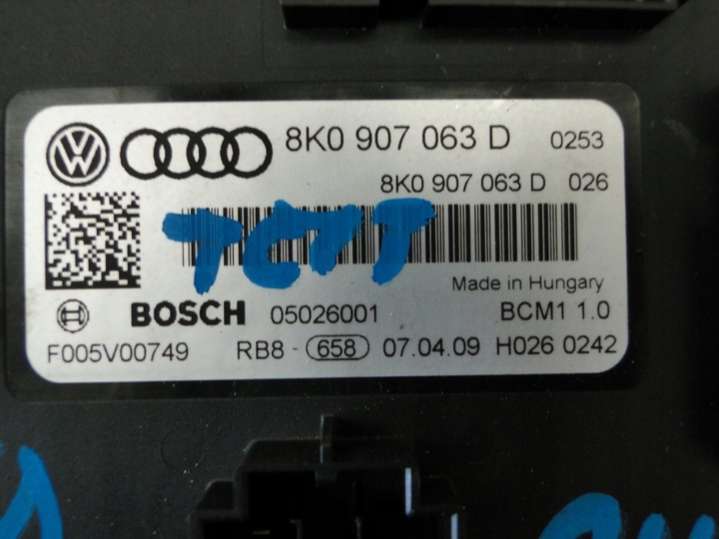 8K0 907 063 D 0253
8K0 907 063 D 026
ТЕСТ
Made in Hungary
BOSCH 05026001 BCM1 1.0
F005V00749 RB8- 658 07.04.09 H026 0242